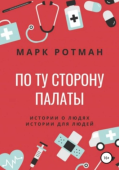 МАРК РОТМАН
ПО ТУ СТОРОНУ
ПАЛАТЫ
ИСТОРИИ О ЛЮДЯХ
ИСТОРИИ ДЛЯ ЛЮДЕЙ